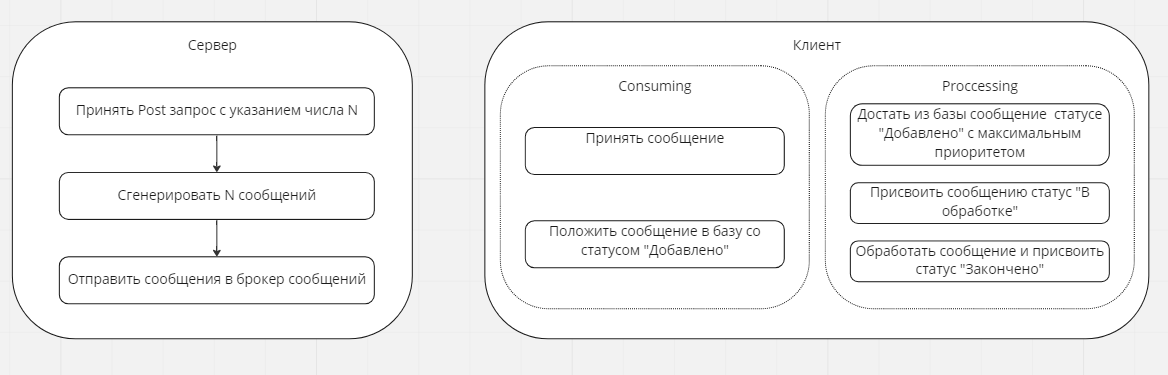 Сервер
Принять Post запрос с указанием числа N
Сгенерировать N сообщений
Отправить сообщения в брокер сообщений
Клиент
Consuming
Принять сообщение
Положить сообщение в базу со
статусом "Добавлено"
Proccessing
Достать из базы сообщение статусе
"Добавлено" с максимальным
приоритетом
Присвоить сообщению статус "В
обработке"
Обработать сообщение и присвоить
статус "Закончено"